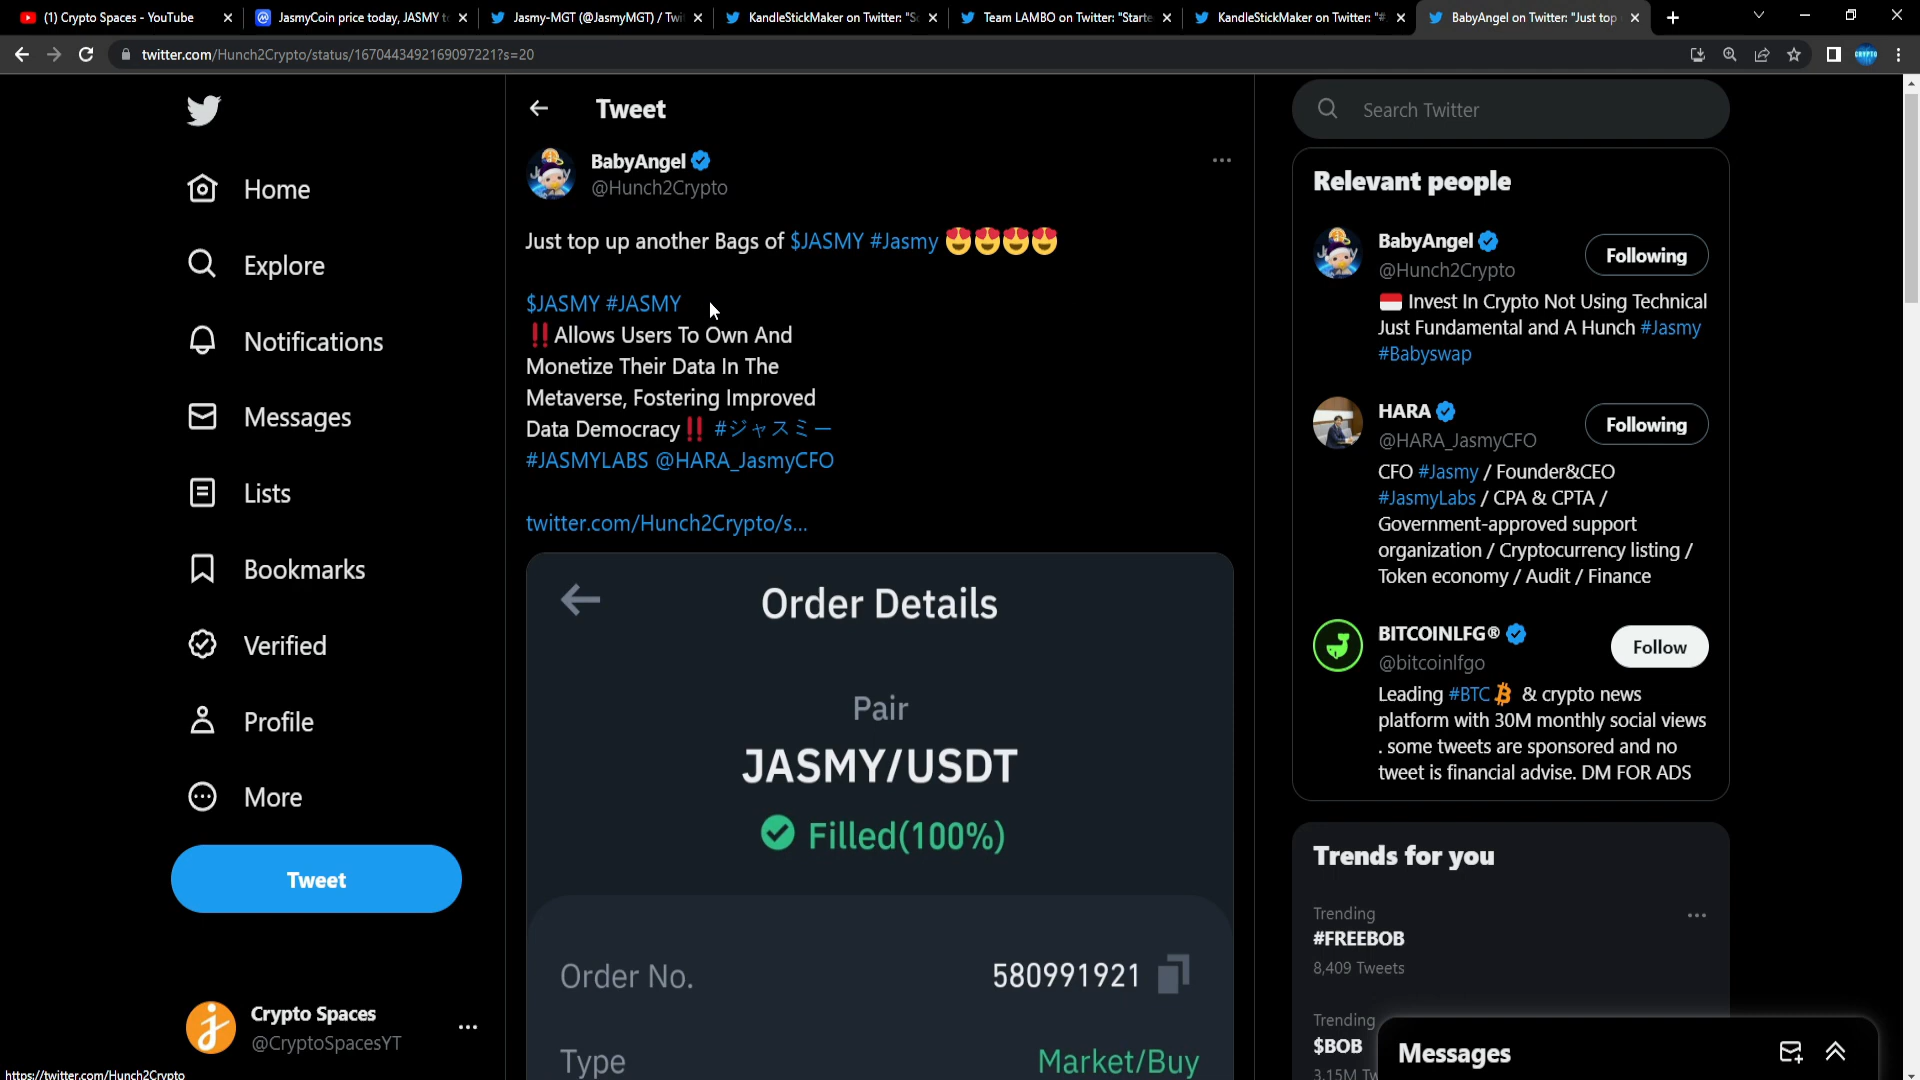 (1) Crypto Spaces - YouTube
JasmyCoin price today, JASMY t
Jasmy-MGT (@JasmyMGT) / Twi
KandleStickMaker on Twitter: "Sc
Team LAMBO on Twitter: "Starte
KandleStickMaker on Twitter: "#
BabyAngel on Twitter: "Just top
twitter.com/Hunch2Crypto/status/1670443492169097221?s=20
Home
Explore
Notifications
Messages
Lists
Bookmarks
Verified
Profile
More
Tweet
Crypto Spaces
@CryptoSpacesYT
https://twitter.com/Hunch2Crypto
Tweet
BabyAngel
@Hunch2Crypto
Just top up another Bags of $JASMY #Jasmy 😍😍😍😍
$JASMY #JASMY
‼️Allows Users To Own And
Monetize Their Data In The
Metaverse, Fostering Improved
Data Democracy‼️ #ジャスミー
#JASMYLABS @HARA_JasmyCFO
twitter.com/Hunch2Crypto/s...
Order Details
Pair
JASMY/USDT
Filled(100%)
Order No. 580991921
Type Market/Buy
Search Twitter
Relevant people
BabyAngel
@Hunch2Crypto
Following
Invest In Crypto Not Using Technical
Just Fundamental and A Hunch #Jasmy
#Babyswap
HARA
@HARA_JasmyCFO
Following
CFO #Jasmy / Founder&CEO
#JasmyLabs / CPA & CPTA /
Government-approved support
organization / Cryptocurrency listing /
Token economy / Audit / Finance
BITCOINLFG®
@bitcoinlfgo
Follow
Leading #BTC & crypto news
platform with 30M monthly social views
. some tweets are sponsored and no
tweet is financial advise. DM FOR ADS
Trends for you
Trending
#FREEBOB
8,409 Tweets
Trending
$BOB
3.15M Tw
Messages